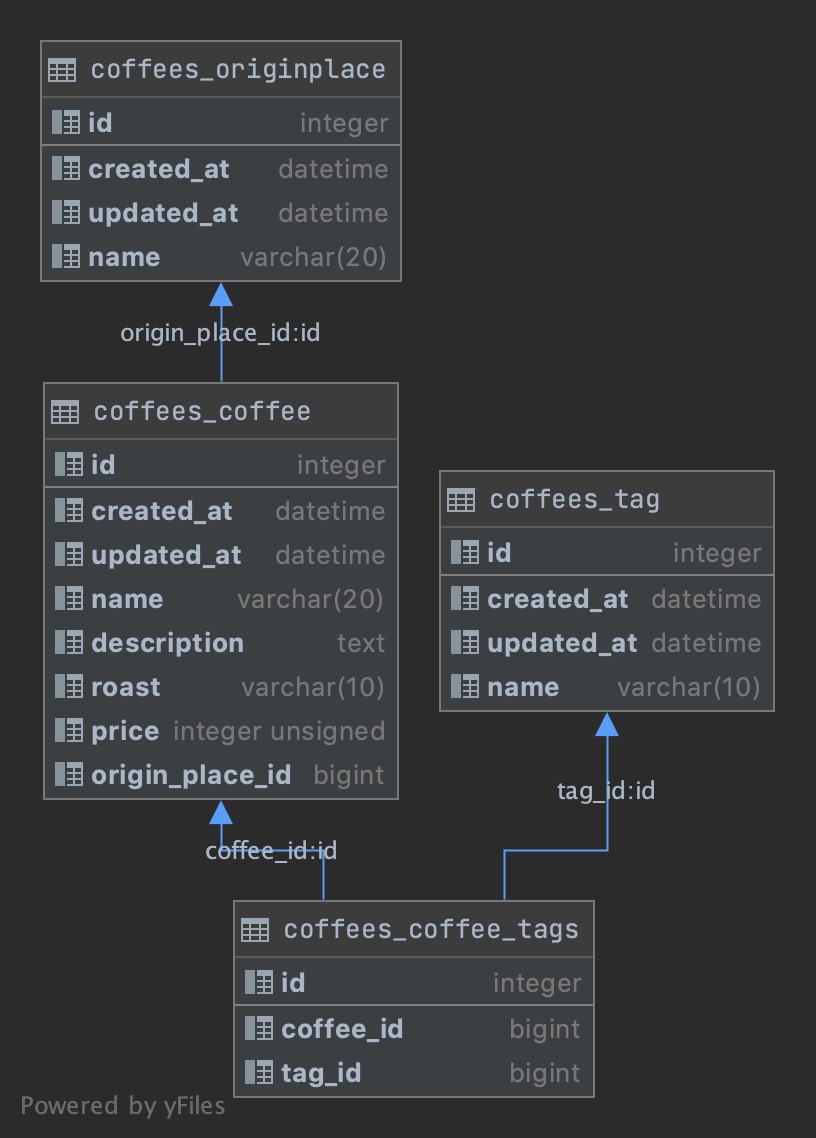 coffees_originplace
id integer
created_at datetime
updated_at datetime
name varchar(20)
origin_place_id:id
coffees_coffee
id integer
created_at datetime
updated_at datetime
name varchar(20)
description text
roast varchar(10)
price integer unsigned
origin_place_id bigint
coffees_tag
id integer
created_at datetime
updated_at datetime
name varchar(10)
tag_id:id
coffee_id:id
coffees_coffee_tags
id integer
coffee_id bigint
tag_id bigint
Powered by yFiles